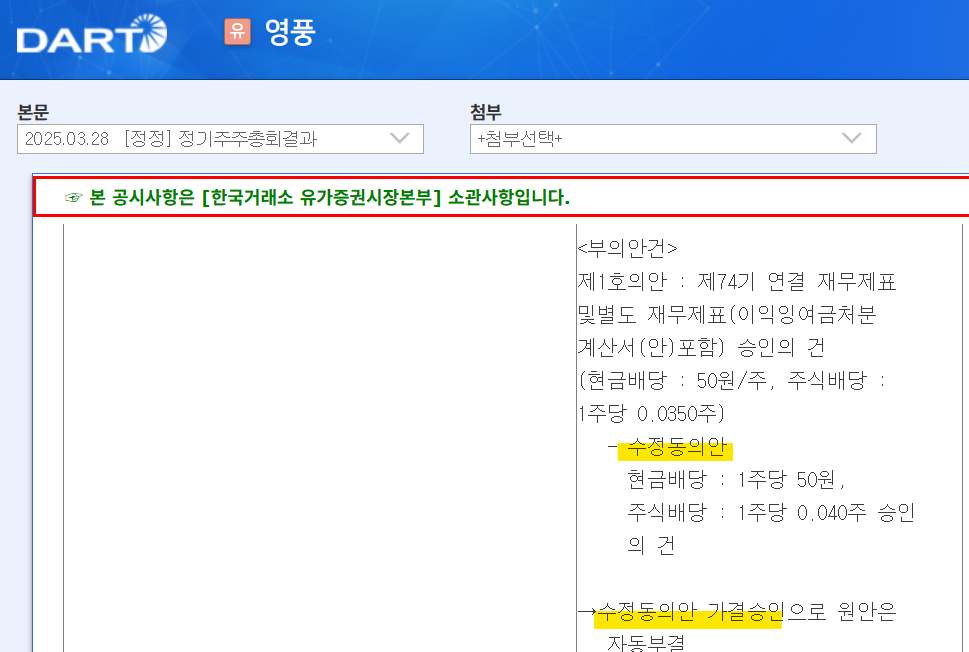 DART
유 영풍
본문
2025.03.28 [정정] 정기주주총회결과
첨부
+첨부선택+
☞ 본 공시사항은 [한국거래소 유가증권시장본부] 소관사항입니다.
<부의안건>
제1호의안 : 제74기 연결 재무제표
및별도 재무제표(이익잉여금처분
계산서(안)포함) 승인의 건
(현금배당 : 50원/주, 주식배당 :
1주당 0.0350주)
- 수정동의안
현금배당 : 1주당 50원,
주식배당 : 1주당 0.040주 승인
의 건
→수정동의안 가결승인으로 원안은
자동부결